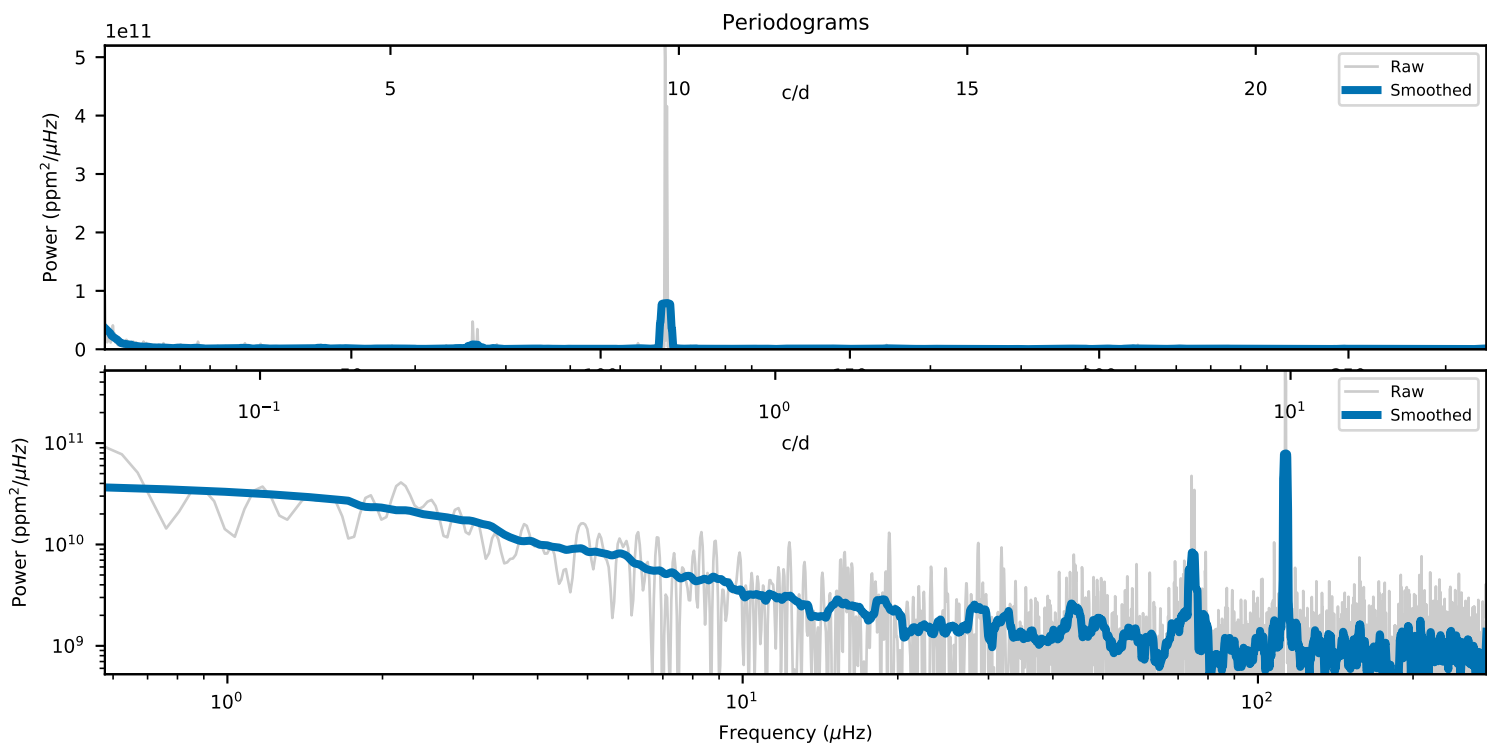 Periodograms
1e11
5
4
3
2
1
0
Power (ppm²/μHz)
5
10
15
20
c/d
Raw
Smoothed
10¹¹
10¹⁰
10⁹
Power (ppm²/μHz)
10⁻¹
10⁰
10¹
c/d
Raw
Smoothed
10⁰
10¹
10²
Frequency (μHz)